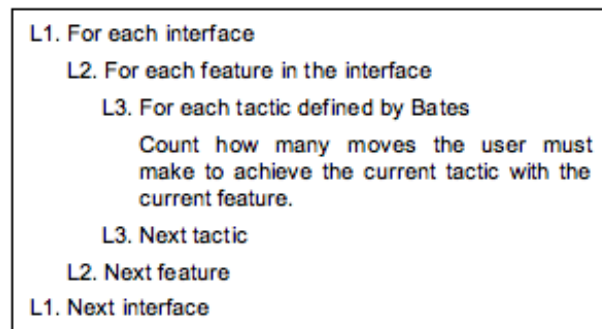 L1. For each interface
L2. For each feature in the interface
L3. For each tactic defined by Bates
Count how many moves the user must
make to achieve the current tactic with the
current feature.
L3. Next tactic
L2. Next feature
L1. Next interface